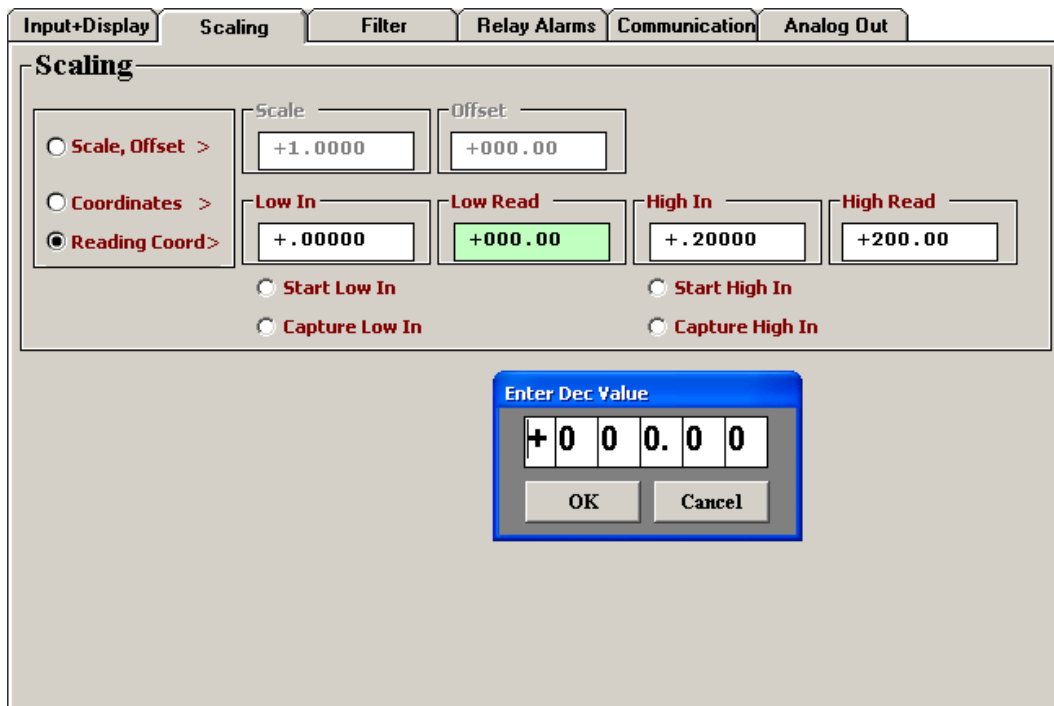 Input+Display Scaling Filter Relay Alarms Communication Analog Out
Scaling
Scale Offset
Scale, Offset > +1.0000 +000.00
Coordinates > Low In Low Read High In High Read
Reading Coord> +.00000 +000.00 +.20000 +200.00
Start Low In Start High In
Capture Low In Capture High In
Enter Dec Value
+ 0 0 0. 0 0
OK Cancel